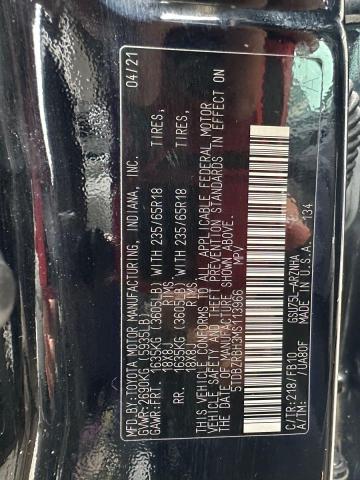 MFD. BY: TOYOTA MOTOR MANUFACTURING, INDIANA, INC. 04/21
GVWR: 2690KG (5935LB)
GAWR: FRT. 1635KG (3605LB) WITH 235/65R18 TIRES,
18X8J RIMS
RR. 1635KG (3605LB) WITH 235/65R18 TIRES,
18X8J RIMS
THIS VEHICLE CONFORMS TO ALL APPLICABLE FEDERAL MOTOR
VEHICLE SAFETY AND THEFT PREVENTION STANDARDS IN EFFECT ON
THE DATE OF MANUFACTURE SHOWN ABOVE.
MPV
134
C/TR: 218/FB10 GSU75L-ARZNHA
A/TM: /UA80F MADE IN U.S.A.